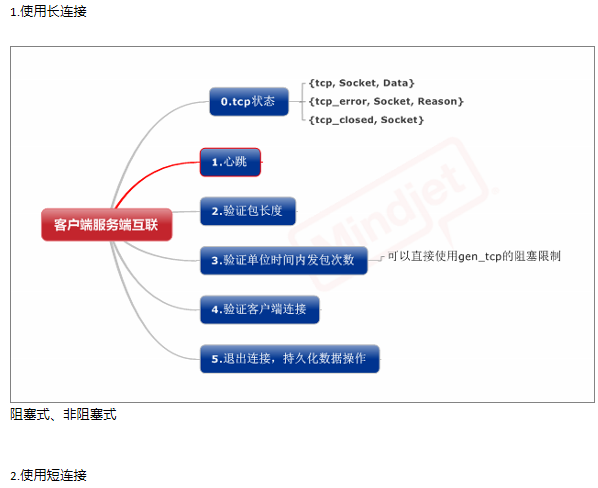 1.使用长连接
0.tcp状态
{tcp, Socket, Data}
{tcp_error, Socket, Reason}
{tcp_closed, Socket}
1.心跳
客户端服务端互联
2.验证包长度
3.验证单位时间内发包次数
可以直接使用gen_tcp的阻塞限制
4.验证客户端连接
5.退出连接，持久化数据操作
Mindjet
阻塞式、非阻塞式
2.使用短连接